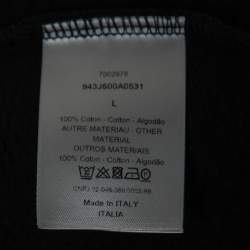 943J600A0531
L
100% Coton - Cotton - Algodão
AUTRE MATERIAU - OTHER
MATERIAL
OUTROS MATERIAIS
100% Coton - Cotton - Algodão
Made in ITALY
ITALIA